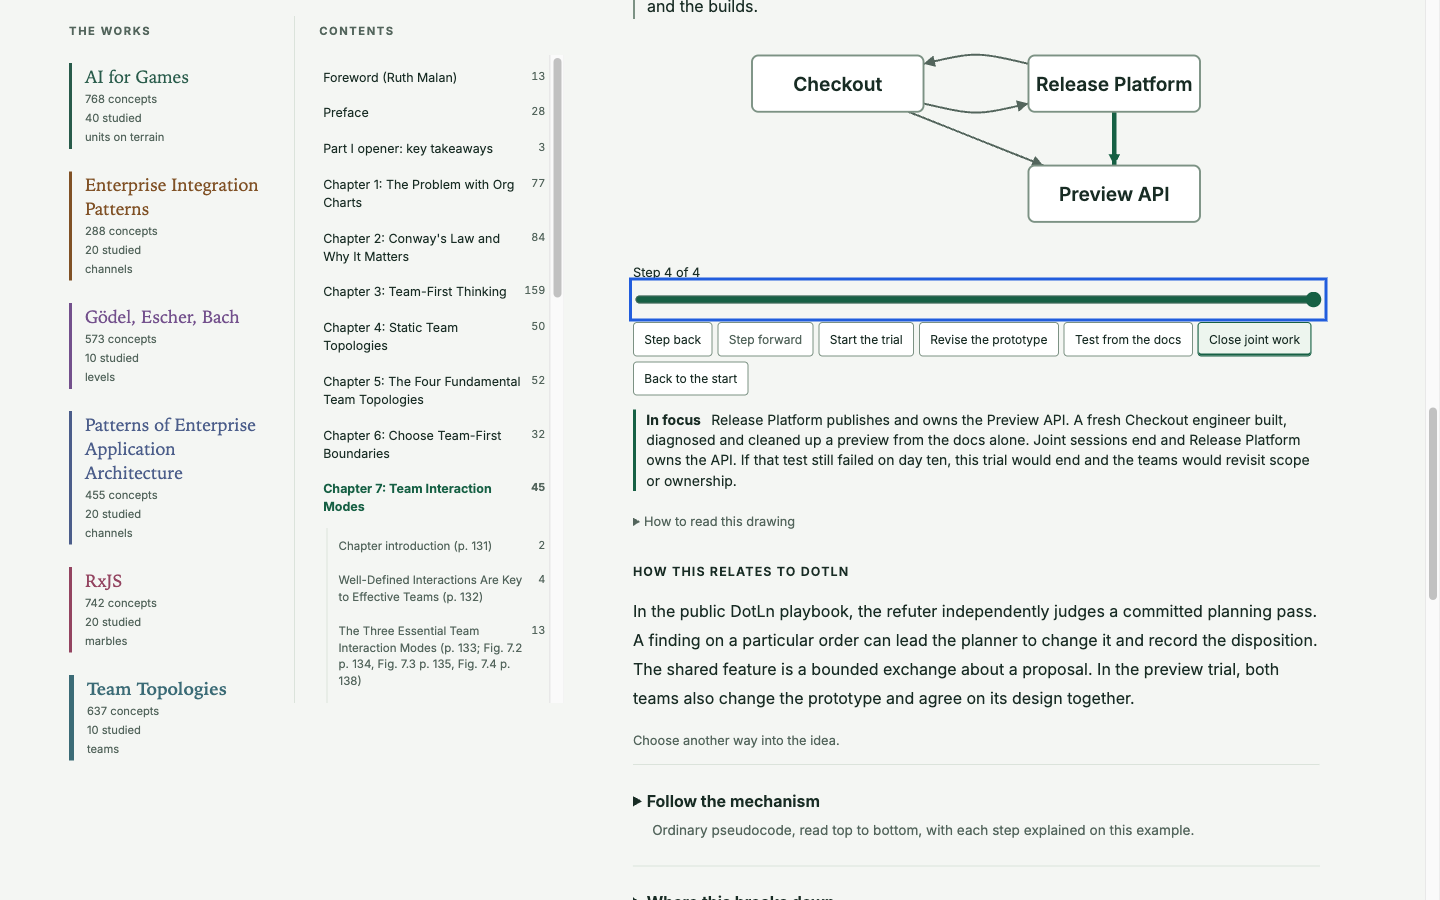 THE WORKS
AI for Games
768 concepts
40 studied
units on terrain
Enterprise Integration
Patterns
288 concepts
20 studied
channels
Gödel, Escher, Bach
573 concepts
10 studied
levels
Patterns of Enterprise
Application
Architecture
455 concepts
20 studied
channels
RxJS
742 concepts
20 studied
marbles
Team Topologies
637 concepts
10 studied
teams
CONTENTS
Foreword (Ruth Malan) 13
Preface 28
Part I opener: key takeaways 3
Chapter 1: The Problem with Org 77
Charts
Chapter 2: Conway's Law and 84
Why It Matters
Chapter 3: Team-First Thinking 159
Chapter 4: Static Team 50
Topologies
Chapter 5: The Four Fundamental 52
Team Topologies
Chapter 6: Choose Team-First 32
Boundaries
Chapter 7: Team Interaction 45
Modes
Chapter introduction (p. 131) 2
Well-Defined Interactions Are Key 4
to Effective Teams (p. 132)
The Three Essential Team 13
Interaction Modes (p. 133; Fig. 7.2
p. 134, Fig. 7.3 p. 135, Fig. 7.4 p.
138)
and the builds.
Checkout
Release Platform
Preview API
Step 4 of 4
Step back
Step forward
Start the trial
Revise the prototype
Test from the docs
Close joint work
Back to the start
In focus Release Platform publishes and owns the Preview API. A fresh Checkout engineer built,
diagnosed and cleaned up a preview from the docs alone. Joint sessions end and Release Platform
owns the API. If that test still failed on day ten, this trial would end and the teams would revisit scope
or ownership.
How to read this drawing
HOW THIS RELATES TO DOTLN
In the public DotLn playbook, the refuter independently judges a committed planning pass.
A finding on a particular order can lead the planner to change it and record the disposition.
The shared feature is a bounded exchange about a proposal. In the preview trial, both
teams also change the prototype and agree on its design together.
Choose another way into the idea.
Follow the mechanism
Ordinary pseudocode, read top to bottom, with each step explained on this example.
Where this breaks down